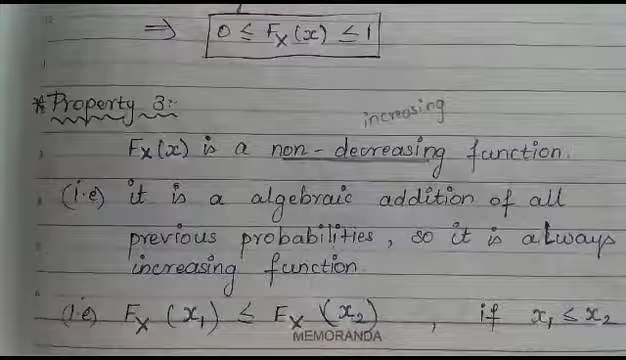 ⇒ 0 ≤ Fx(x) ≤ 1
* Property 3:-
increasing
Fx(x) is a non-decreasing function.
(i.e) it is a algebraic addition of all
previous probabilities, so it is always
increasing function.
(i.e) Fx (x₁) ≤ Fx (x₂) , if x₁ ≤ x₂
MEMORANDA